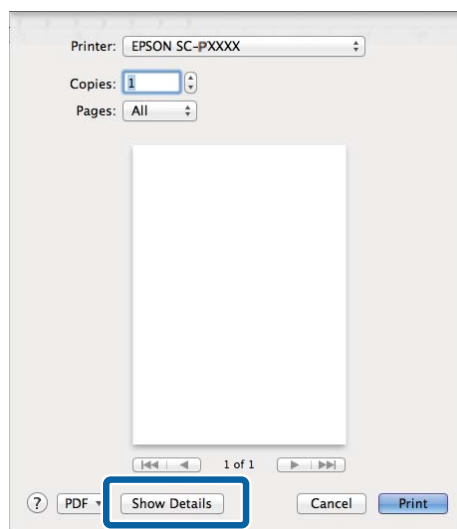 Printer: EPSON SC-PXXXX
Copies: 1
Pages: All
1 of 1
? PDF Show Details Cancel Print